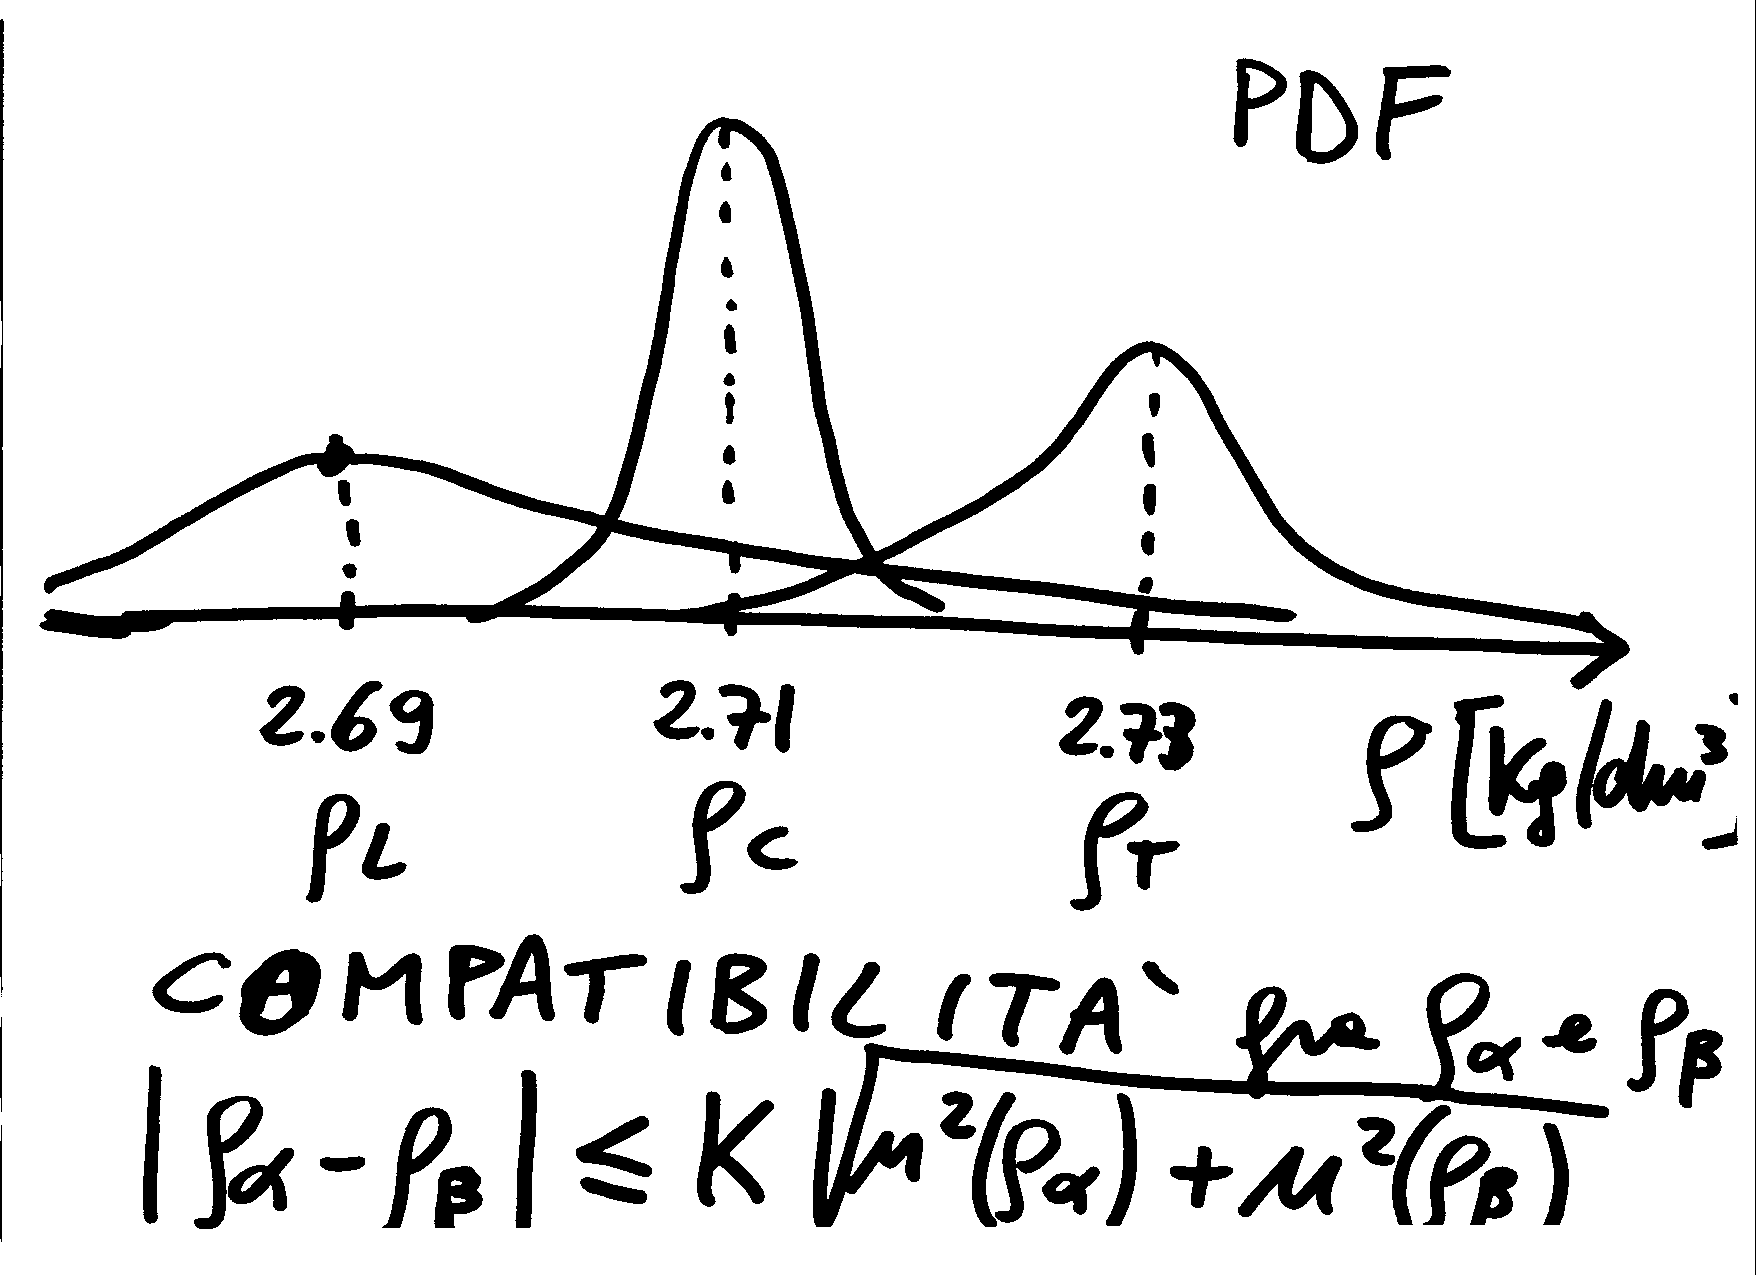 PDF
2.69 2.71 2.73 ρ [kg/dm³]
ρL ρC ρT
COMPATIBILITA` fra ρα e ρβ
|ρα - ρβ| ≤ K √u²(ρα) + u²(ρβ)